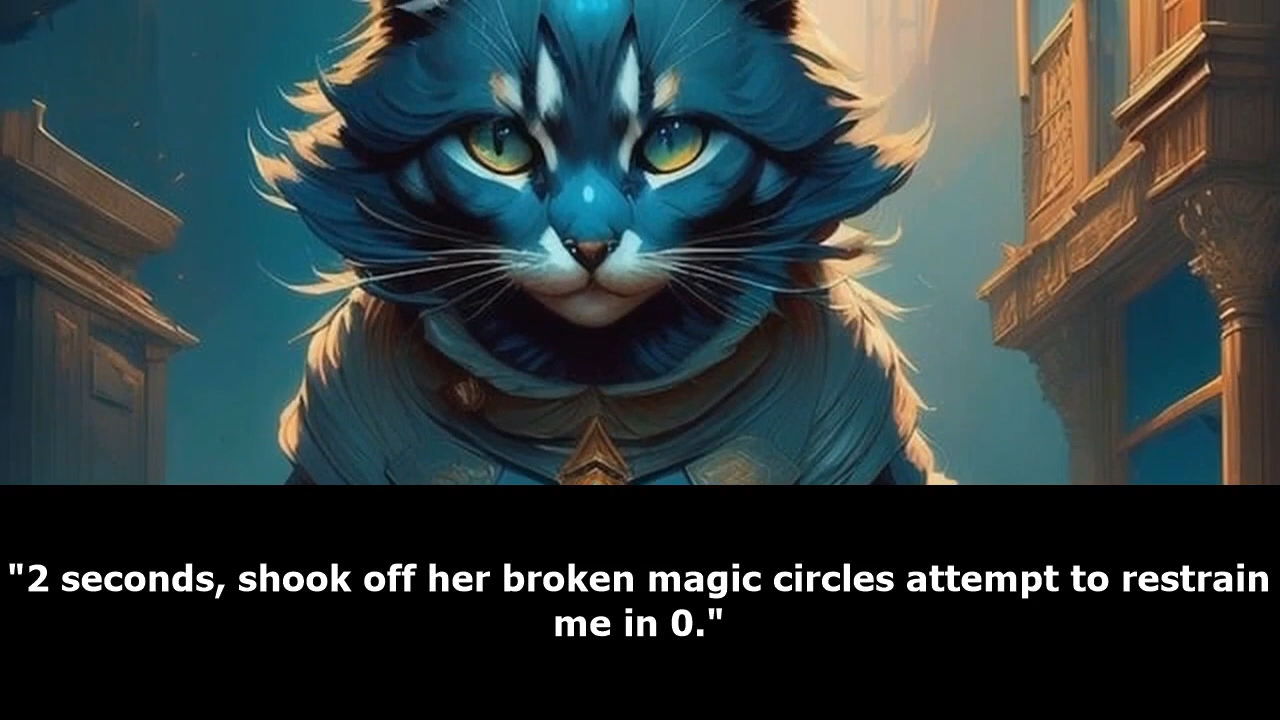 "2 seconds, shook off her broken magic circles attempt to restrain
me in 0."